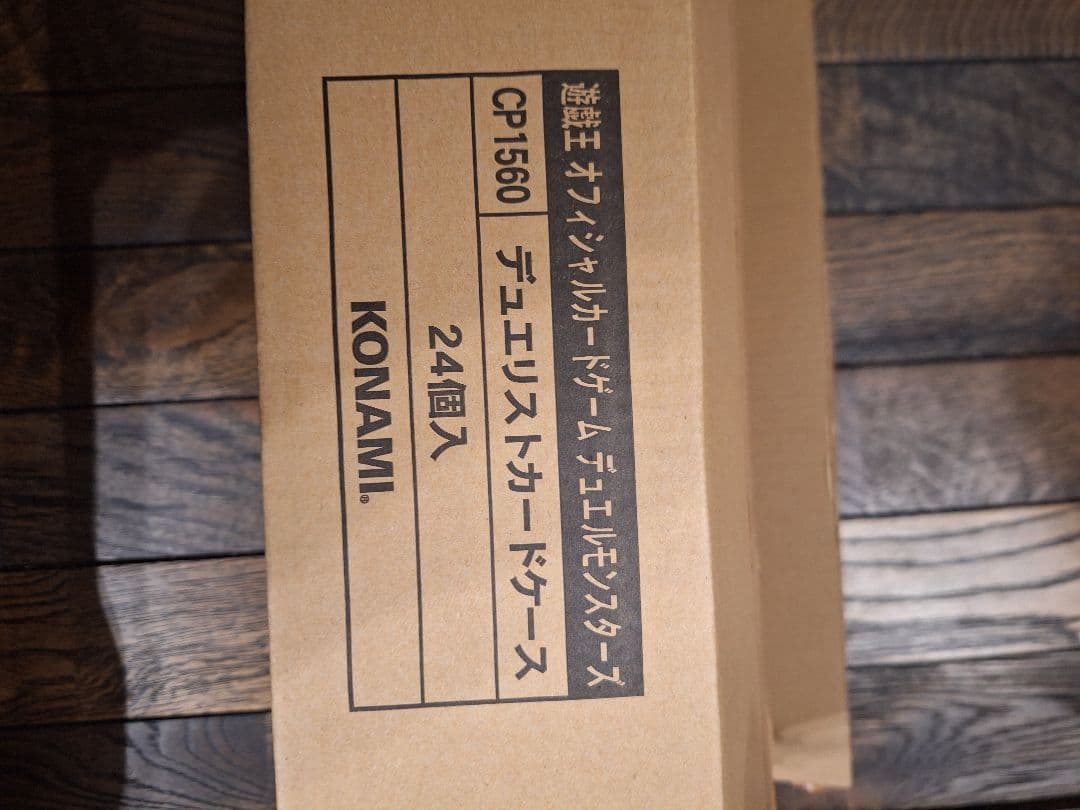 遊戯王 オフィシャルカードゲーム デュエルモンスターズ
CP1560 デュエリストカードケース
24個入
KONAMI®